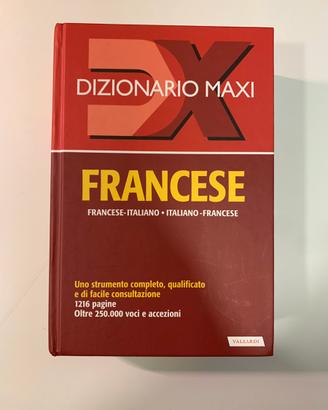 DX
DIZIONARIO MAXI
FRANCESE
FRANCESE-ITALIANO • ITALIANO-FRANCESE
Uno strumento completo, qualificato
e di facile consultazione
1216 pagine
Oltre 250.000 voci e accezioni
VALLARDI